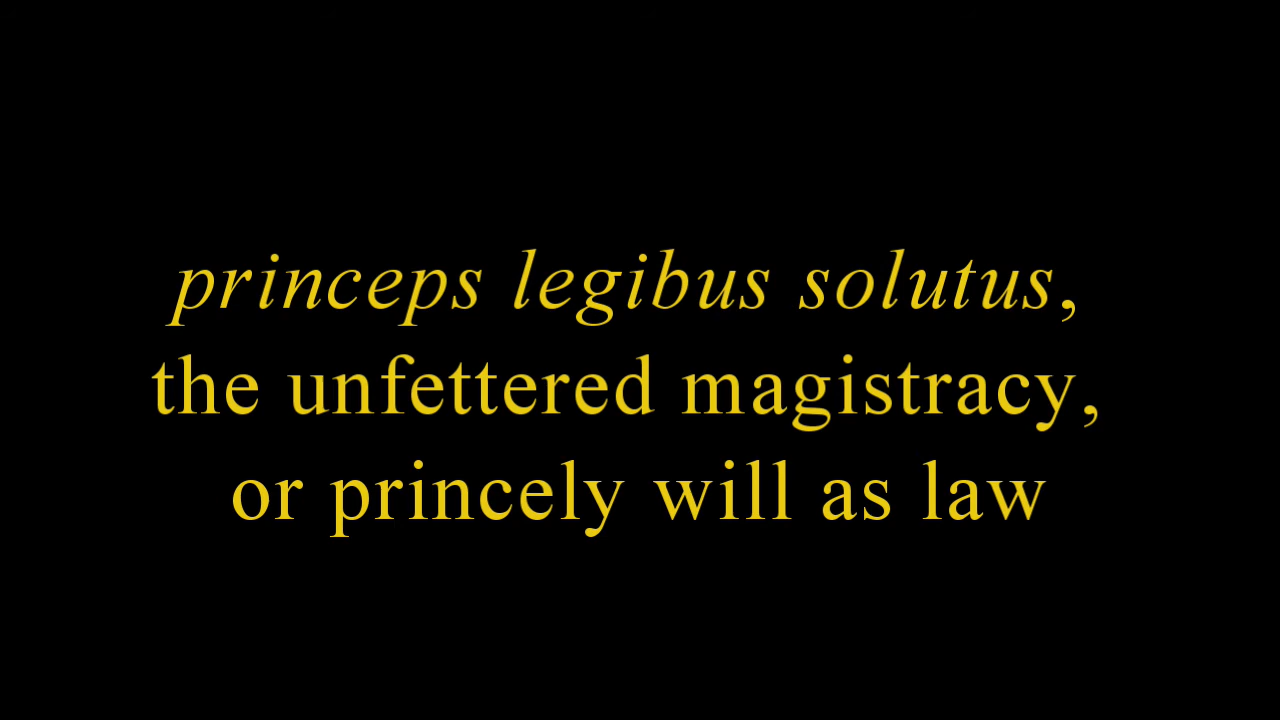 princeps legibus solutus,
the unfettered magistracy,
or princely will as law